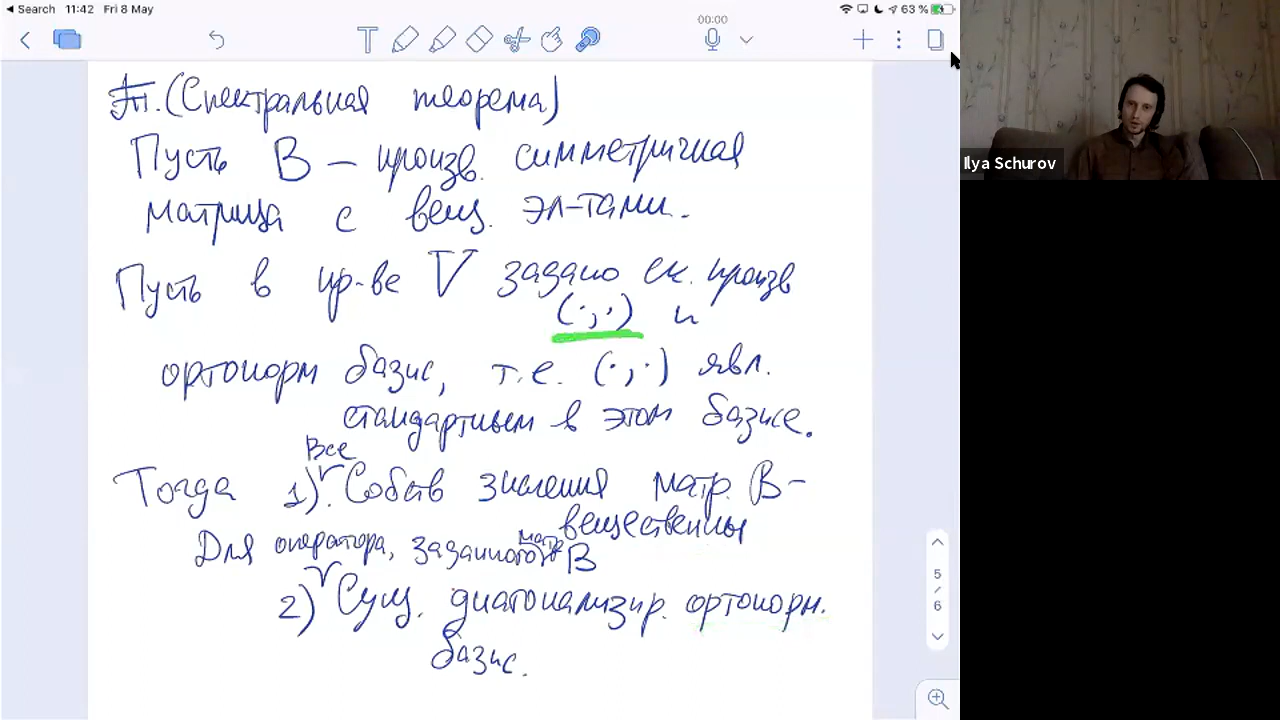 Search 11:42 Fri 8 May 63 %
00:00
Т. (Спектральная теорема)
Пусть B – произв. симметричная
матрица с вещ. эл-тами.
Пусть в пр-ве V задано ск. произв
(·,·) и
ортонорм базис, т.е. (·,·) явл.
стандартным в этом базисе.
Все
Тогда 1) Собств значения матр. B –
вещественны
Для оператора, заданного матр B
2) Сущ. диагонализир. ортонорм.
базис.
5
/
6
Ilya Schurov